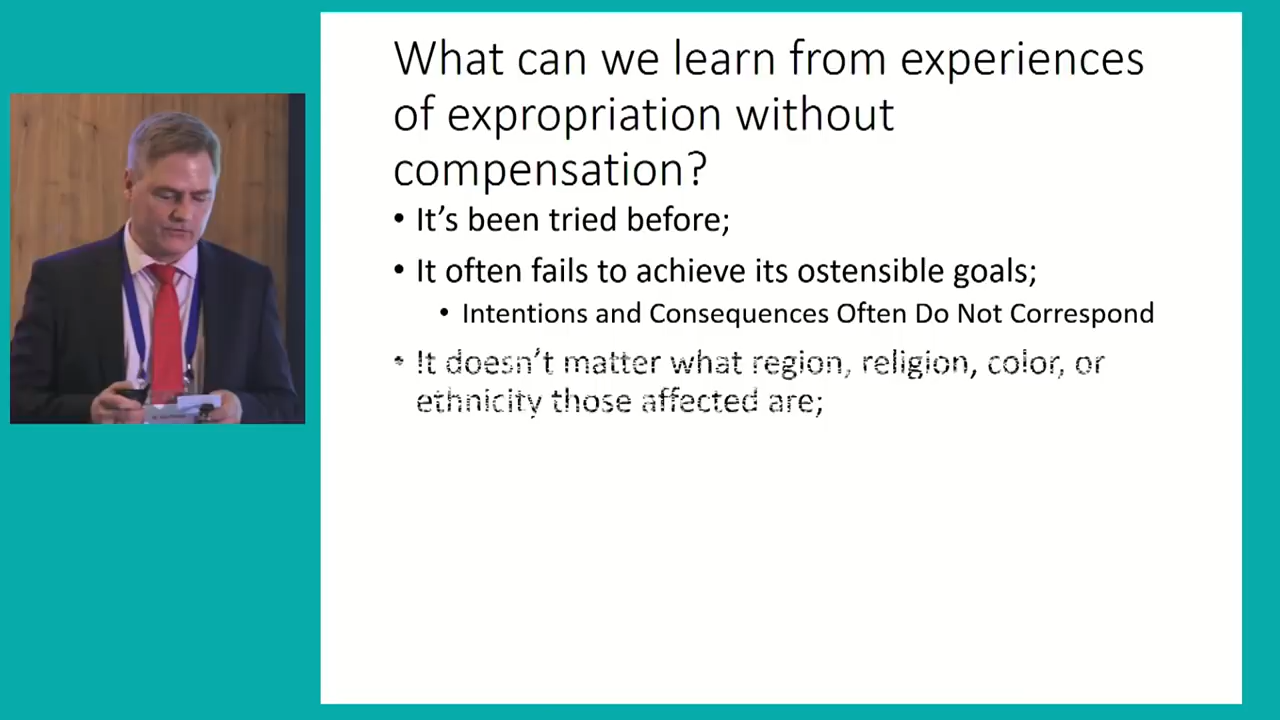 What can we learn from experiences
of expropriation without
compensation?
• It's been tried before;
• It often fails to achieve its ostensible goals;
• Intentions and Consequences Often Do Not Correspond
• It doesn't matter what region, religion, color, or
ethnicity those affected are;